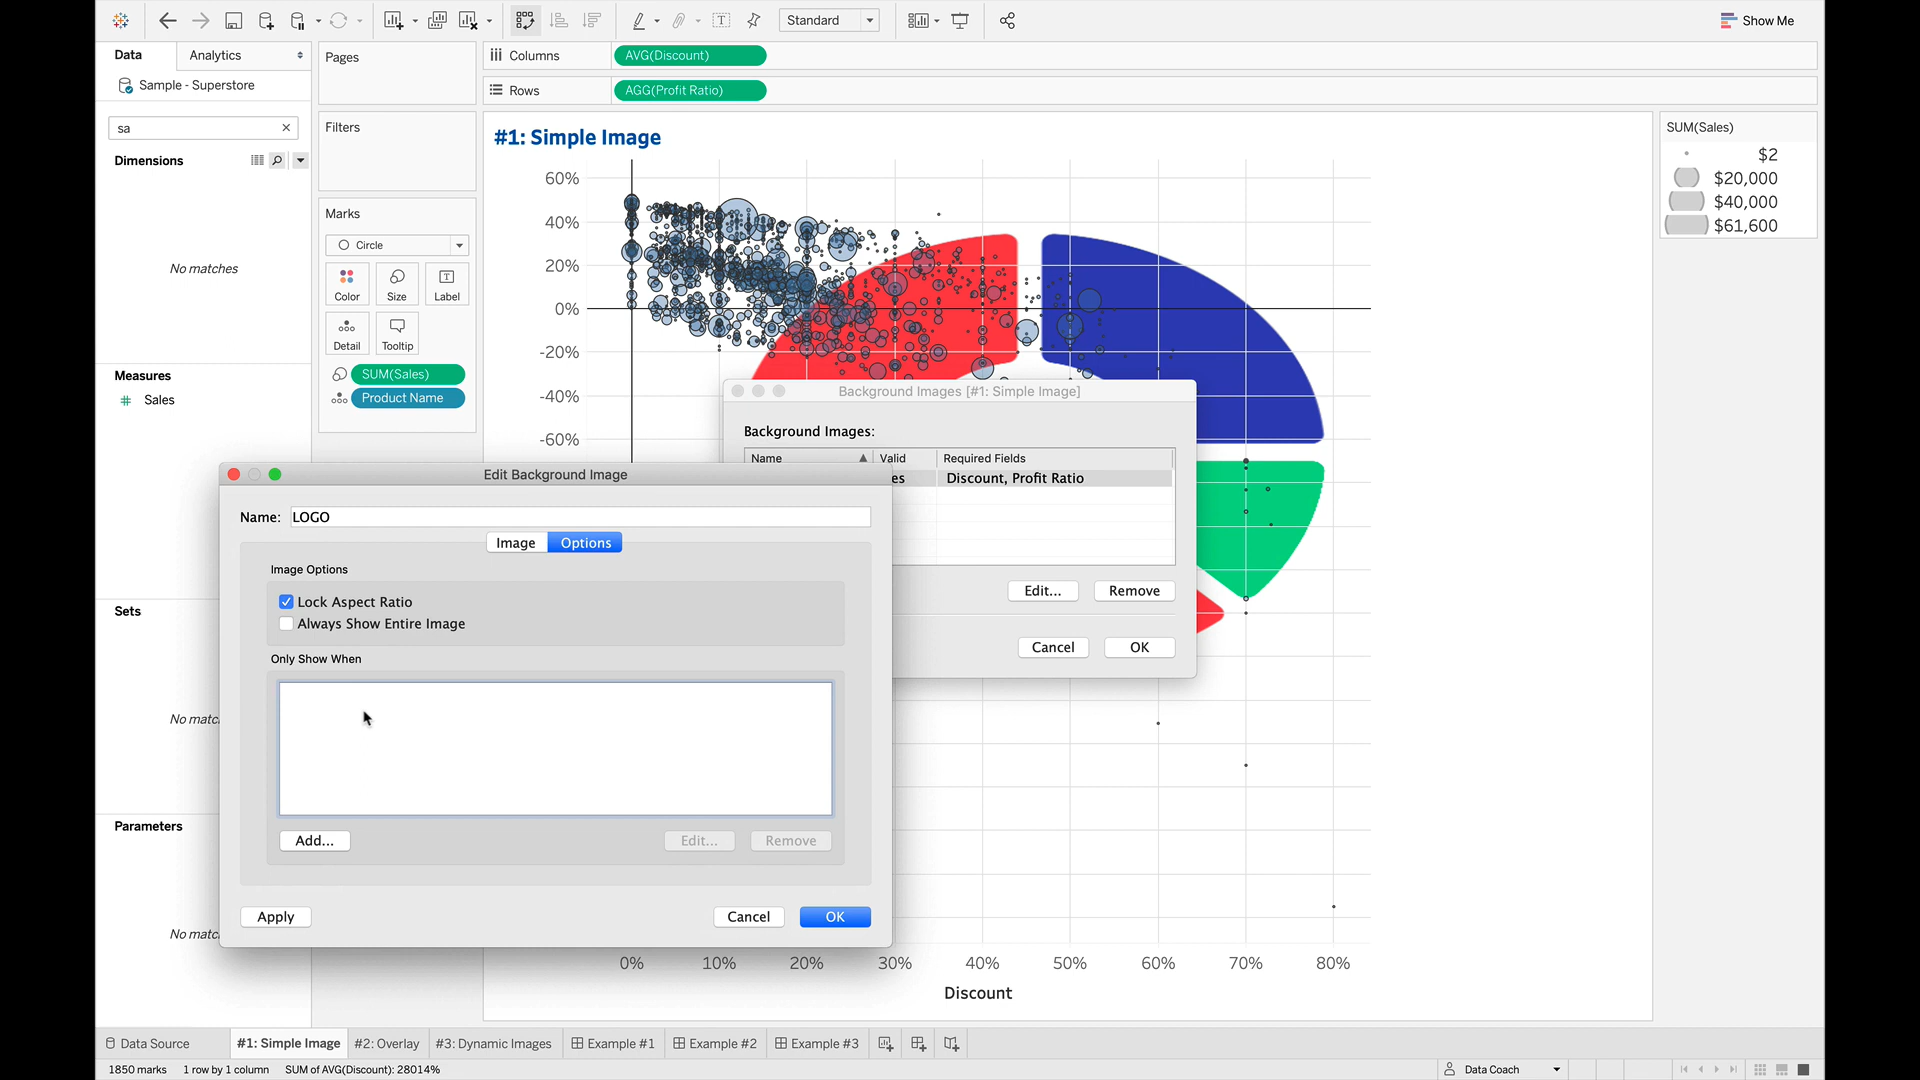 Standard
Show Me
Data
Analytics
Sample - Superstore
sa
Dimensions
No matches
Measures
Sales
Sets
No matc
Parameters
No matc
Pages
Filters
Marks
Circle
Color
Size
Label
Detail
Tooltip
SUM(Sales)
Product Name
Columns
AVG(Discount)
Rows
AGG(Profit Ratio)
#1: Simple Image
60%
40%
20%
0%
-20%
-40%
-60%
0% 10% 20% 30% 40% 50% 60% 70% 80%
Discount
SUM(Sales)
$2
$20,000
$40,000
$61,600
Background Images [#1: Simple Image]
Background Images:
Name Valid Required Fields
es Discount, Profit Ratio
Edit... Remove
Cancel OK
Edit Background Image
Name: LOGO
Image Options
Image Options
Lock Aspect Ratio
Always Show Entire Image
Only Show When
Add... Edit... Remove
Apply Cancel OK
Data Source #1: Simple Image #2: Overlay #3: Dynamic Images Example #1 Example #2 Example #3
1850 marks 1 row by 1 column SUM of AVG(Discount): 28014% Data Coach